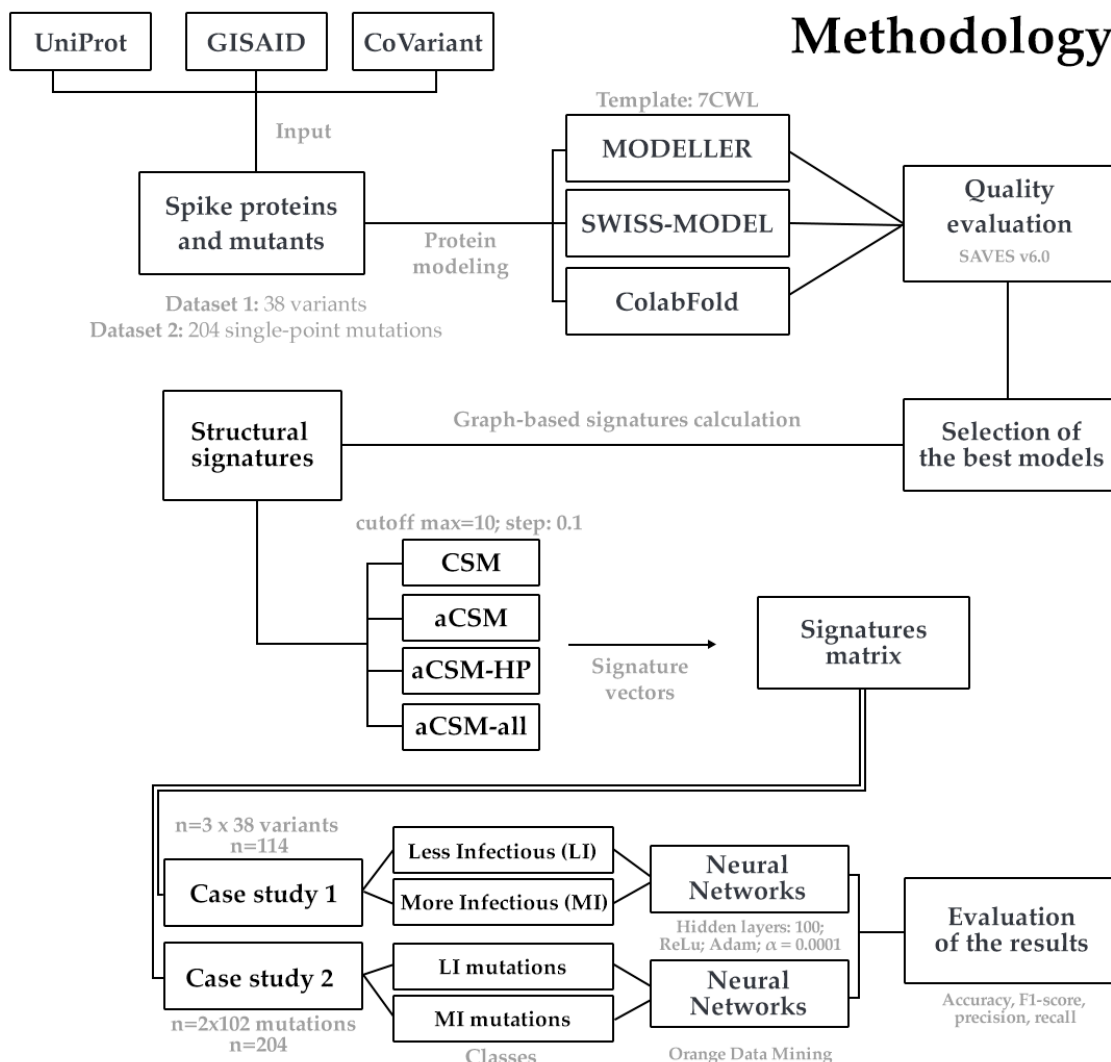 Methodology
UniProt
GISAID
CoVariant
Input
Spike proteins
and mutants
Dataset 1: 38 variants
Dataset 2: 204 single-point mutations
Protein
modeling
Template: 7CWL
MODELLER
SWISS-MODEL
ColabFold
Quality
evaluation
SAVES v6.0
Selection of
the best models
Graph-based signatures calculation
Structural
signatures
cutoff max=10; step: 0.1
CSM
aCSM
aCSM-HP
aCSM-all
Signature
vectors
Signatures
matrix
n=3 x 38 variants
n=114
Case study 1
Less Infectious (LI)
More Infectious (MI)
Neural
Networks
Hidden layers: 100;
ReLu; Adam; α = 0.0001
Case study 2
n=2x102 mutations
n=204
LI mutations
MI mutations
Classes
Neural
Networks
Orange Data Mining
Evaluation
of the results
Accuracy, F1-score,
precision, recall